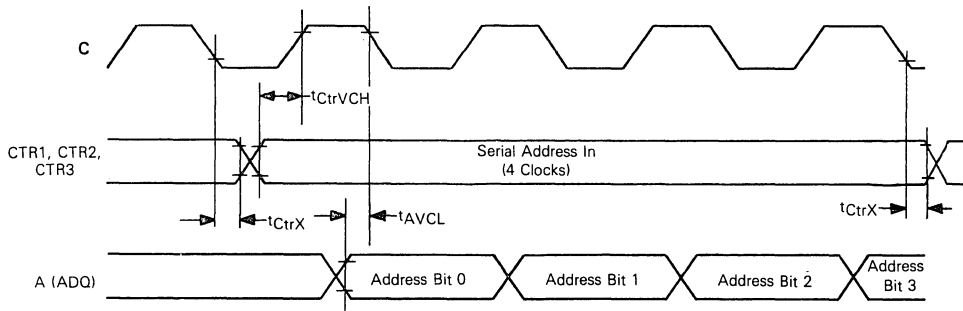 C
tCtrVCH
CTR1, CTR2,
CTR3
Serial Address In
(4 Clocks)
tCtrX
tAVCL
tCtrX
A (ADQ)
Address Bit 0
Address Bit 1
Address Bit 2
Address
Bit 3